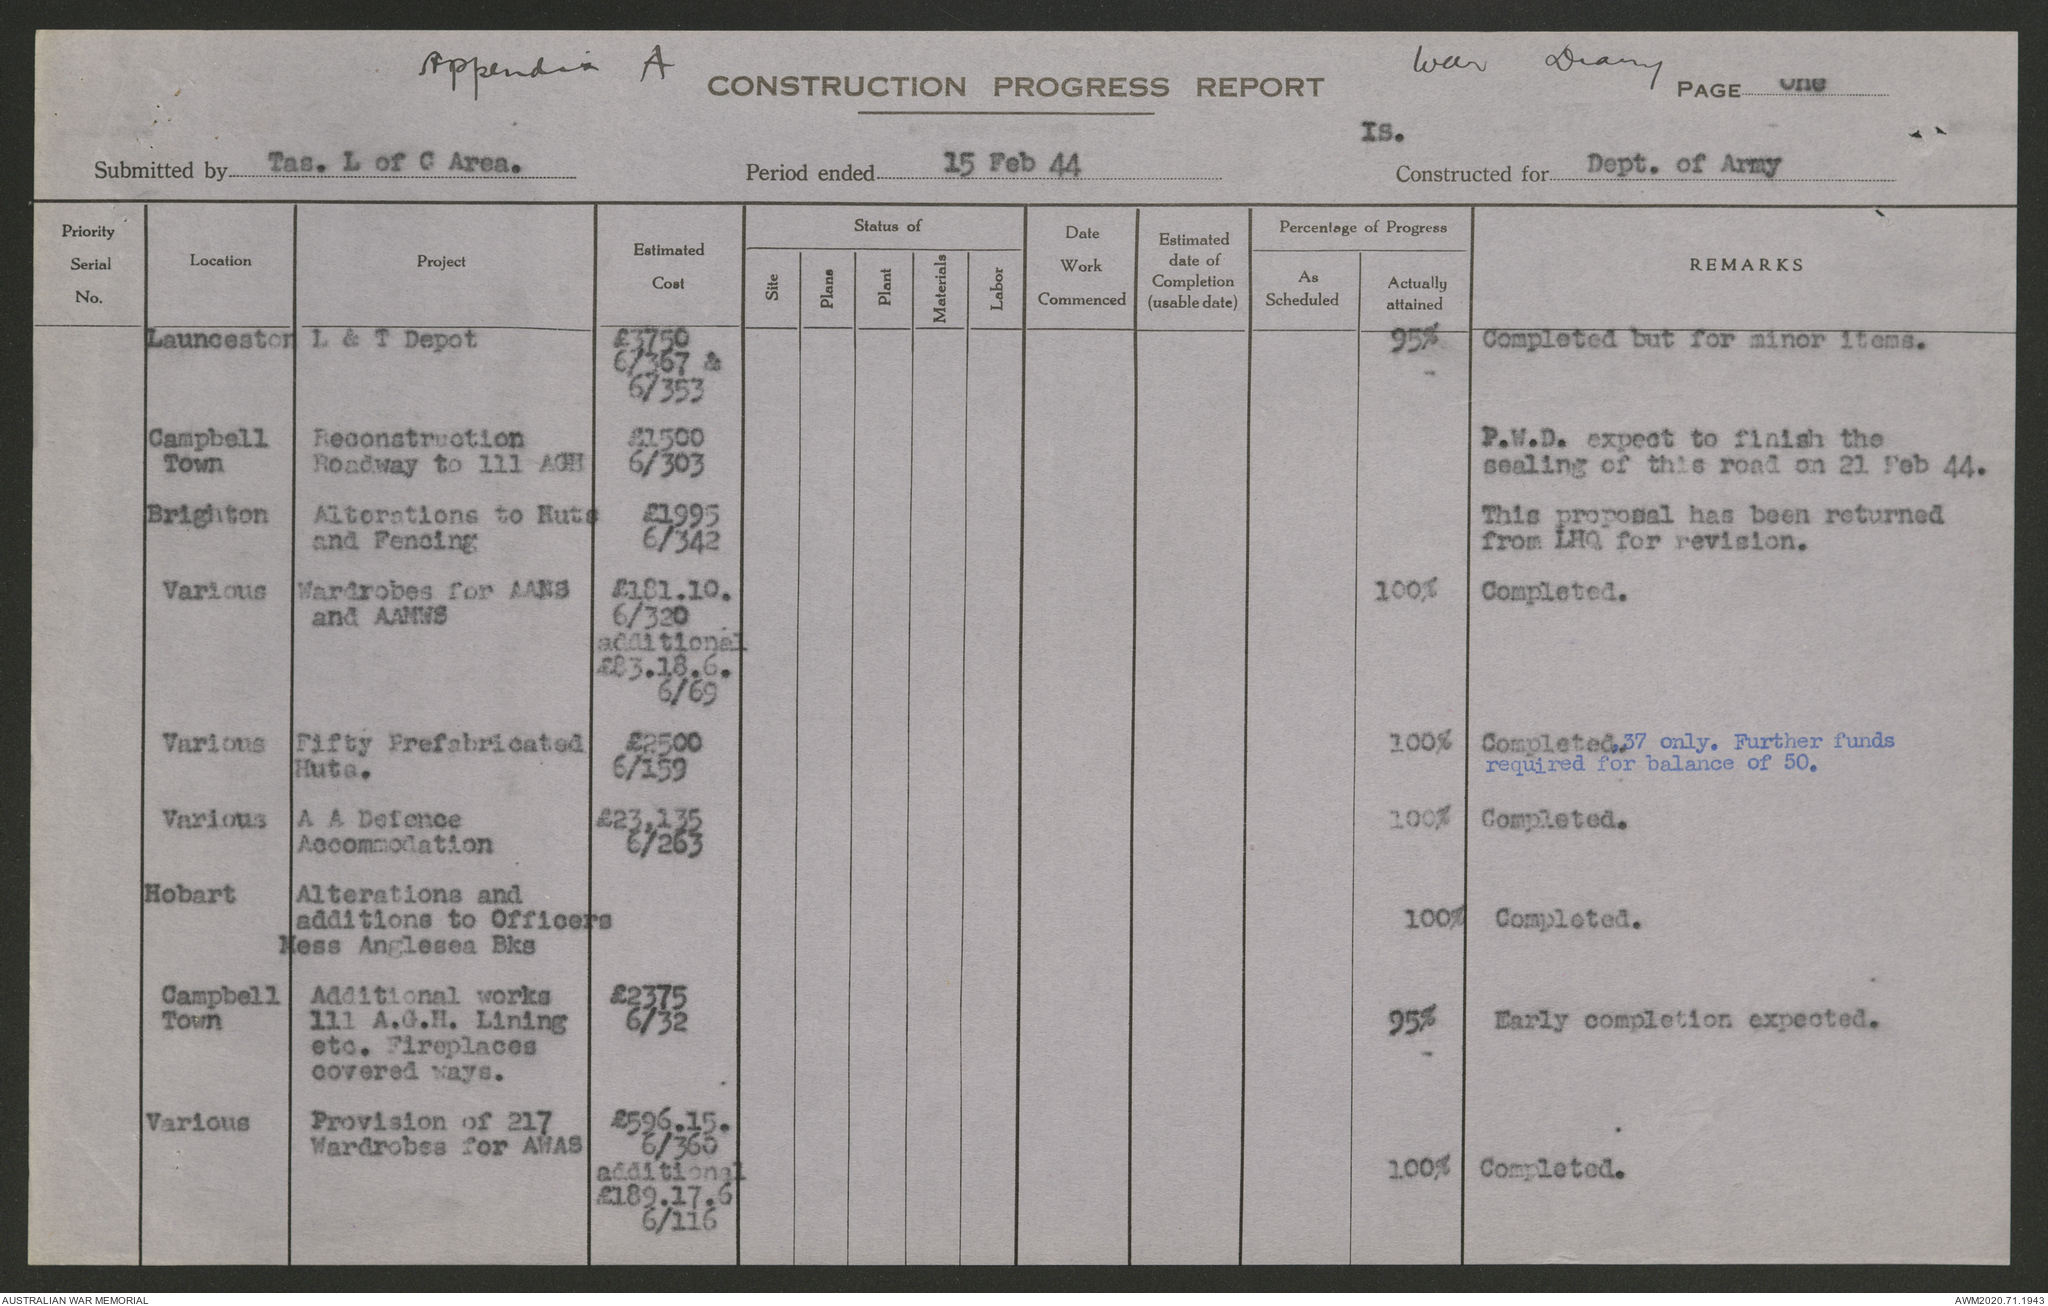 Appendix A
War Diary
CONSTRUCTION PROGRESS REPORT
PAGE One
Is.
Submitted by Tas. L of C Area.
Period ended 15 Feb 44
Constructed for Dept. of Army
Priority Serial No.
Location
Project
Estimated Cost
Status of
Site
Plans
Plant
Materials
Labor
Date Work Commenced
Estimated date of Completion (usable date)
Percentage of Progress
As Scheduled
Actually attained
REMARKS
Launceston L & T Depot £3750 95% Completed but for minor items.
6/367 &
6/353
Campbell Reconstruction £1500 P.W.D. expect to finish the
Town Roadway to 111 AGH 6/303 sealing of this road on 21 Feb 44.
Brighton Alterations to Huts £1995 This proposal has been returned
and Fencing 6/342 from LHQ for revision.
Various Wardrobes for AANS £181.10. 100% Completed.
and AAMWS 6/320
additional
£83.18.6.
6/69
Various Fifty Prefabricated £2500 100% Completed.37 only. Further funds
Huts. 6/159 required for balance of 50.
Various A A Defence £23,135 100% Completed.
Accommodation 6/263
Hobart Alterations and
additions to Officers 100% Completed.
Mess Anglesea Bks
Campbell Additional works £2375
Town 111 A.G.H. Lining 6/32 95% Early completion expected.
etc. Fireplaces
covered ways.
Various Provision of 217 £596.15.
Wardrobes for AWAS 6/360
additional 100% Completed.
£189.17.6
6/116
AUSTRALIAN WAR MEMORIAL
AWM2020.71.1943